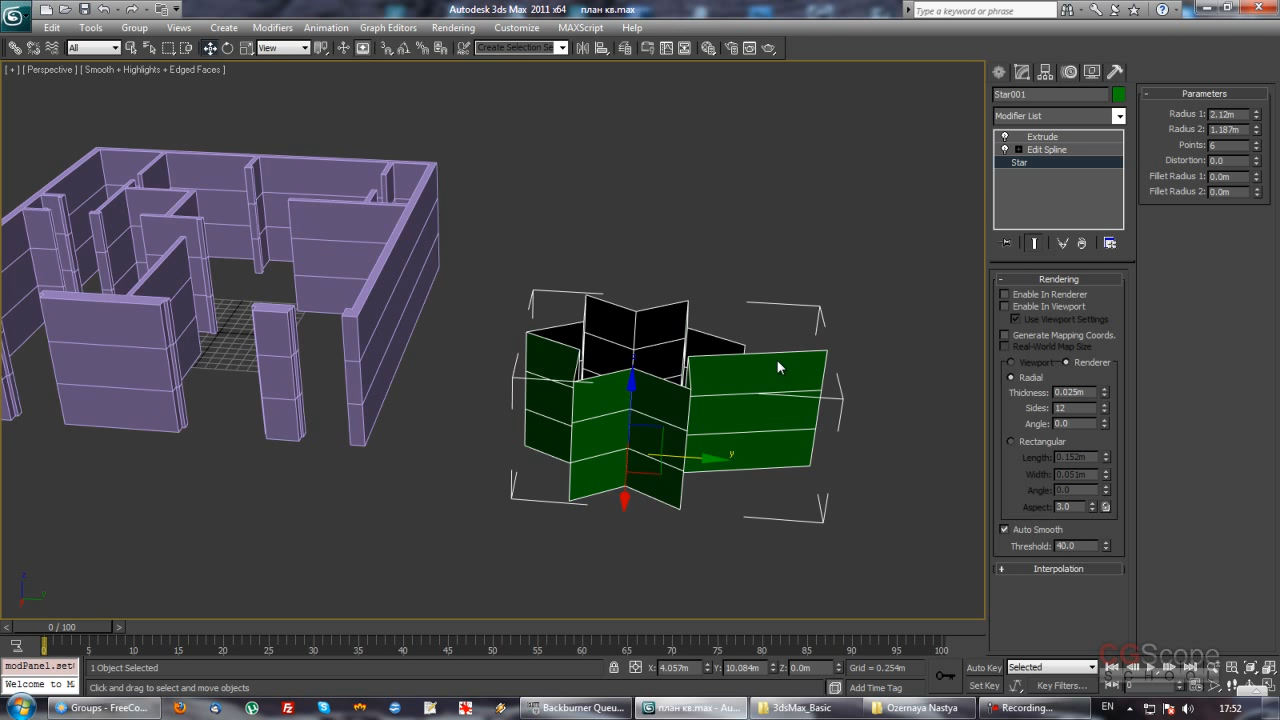 Autodesk 3ds Max 2011 x64 план кв.max
Type a keyword or phrase
Edit Tools Group Views Create Modifiers Animation Graph Editors Rendering Customize MAXScript Help
All View Create Selection Se
[ + ] [ Perspective ] [ Smooth + Highlights + Edged Faces ]
Star001
Modifier List
Extrude
Edit Spline
Star
Parameters
Radius 1: 2.12m
Radius 2: 1.187m
Points: 6
Distortion: 0.0
Fillet Radius 1: 0.0m
Fillet Radius 2: 0.0m
Rendering
Enable In Renderer
Enable In Viewport
Use Viewport Settings
Generate Mapping Coords.
Real-World Map Size
Viewport Renderer
Radial
Thickness: 0.025m
Sides: 12
Angle: 0.0
Rectangular
Length: 0.152m
Width: 0.051m
Angle: 0.0
Aspect: 3.0
Auto Smooth
Threshold: 40.0
Interpolation
y
z
0 / 100
0 5 10 15 20 25 30 35 40 45 50 55 60 65 70 75 80 85 90 95 100
modPanel.set
1 Object Selected
X: 4.057m Y: 10.084m Z: 0.0m Grid = 0.254m
Auto Key Selected
Welcome to M
Click and drag to select and move objects
Add Time Tag
Set Key Key Filters... 0
CGScope
school
Groups - FreeCo...
Backburner Queu...
план кв.max - Au...
3dsMax_Basic
Ozernaya Nastya
Recording...
EN
17:52